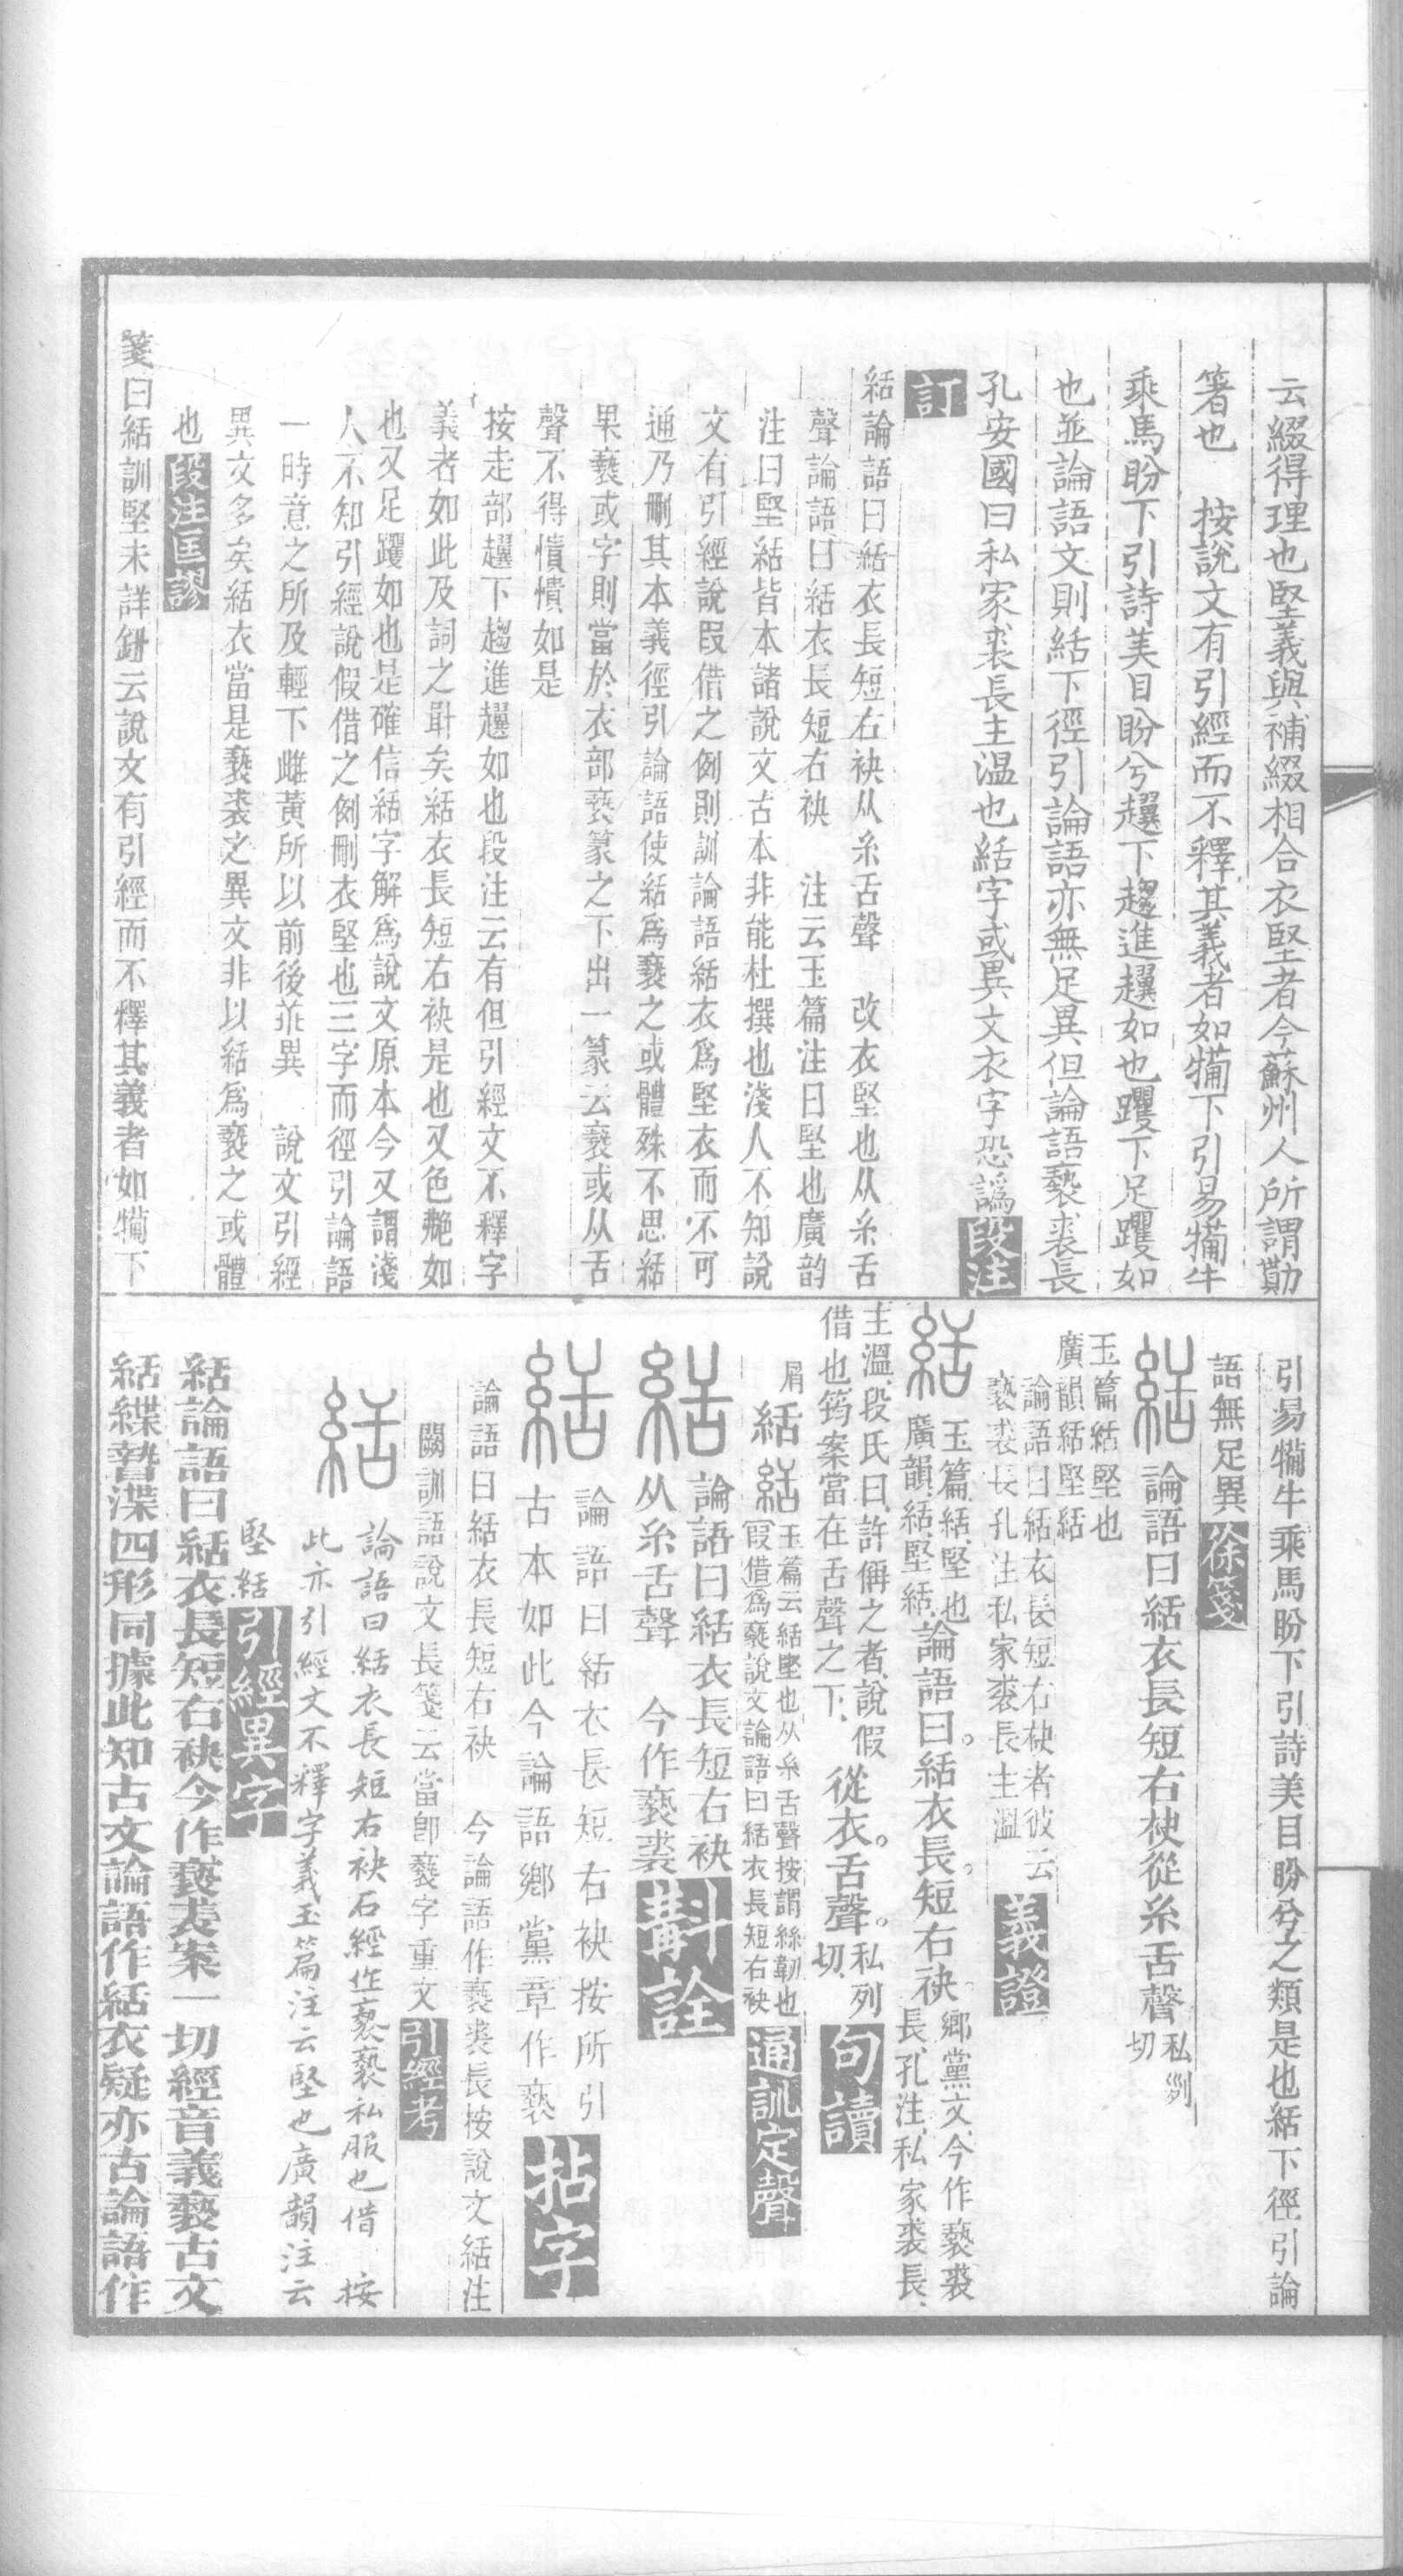 云綴得理也堅義與補綴相合衣堅者今蘇州人所謂勩
箸也　按說文有引經而不釋其義者如犕下引易犕牛
乘馬盼下引詩美目盼兮趩下趨進趩如也躩下足躩如
也並論語文則絬下徑引論語亦無足異但論語褻裘長
孔安國曰私家裘長主温也絬字或異文衣字恐譌段注
訂
絬論語曰絬衣長短右袂从糸舌聲　改衣堅也从糸舌
聲論語曰絬衣長短右袂　注云玉篇注曰堅也廣韵
注曰堅絬皆本諸說文古本非能杜撰也淺人不知說
文有引經說叚借之例則訓論語絬衣爲堅衣而不可
通乃刪其本義徑引論語使絬爲褻之或體殊不思絬
果褻或字則當於衣部褻篆之下出一篆云褻或从舌
聲不得憒憒如是
按走部趩下趨進趩如也段注云有但引經文不釋字
義者如此及詞之㪷矣絬衣長短右袂是也又色艴如
也又足躩如也是確信絬字解爲說文原本今又謂淺
人不知引經說假借之例刪衣堅也三字而徑引論語
一時意之所及輕下雌黃所以前後茊異　說文引經
異文多矣絬衣當是褻裘之異文非以絬爲褻之或體
也段注匡謬
箋曰絬訓堅未詳鈕云說文有引經而不釋其義者如犕下
引易犕牛乘馬盼下引詩美目盼兮之類是也絬下徑引論
語無足異徐箋
絬論語曰絬衣長短右袂從糸舌聲私列切
玉篇絬堅也
廣韻絬堅絬
論語曰絬衣長短右袂者彼云
褻裘長孔注私家裘長主溫義證
絬玉篇絬堅也廣韻絬堅絬論語曰絬衣長短右袂鄉黨文今作褻裘長孔注私家裘長
主溫段氏曰許偁之者說假借也筠案當在舌聲之下從衣舌聲私列切句讀
屑絬絬玉篇云絬堅也从糸舌聲按謂絲韌也叚借爲褻說文論語曰絬衣長短右袂通訓定聲
絬論語曰絬衣長短右袂
从糸舌聲　今作褻裘斠詮
絬論語曰絬衣長短右袂按所引
古本如此今論語鄉黨章作褻拈字
論語曰絬衣長短右袂　今論語作褻裘長按說文絬注
闕訓語說文長箋云當卽褻字重文引經考
絬論語曰絬衣長短右袂石經作褻褻私服也借　按
此亦引經文不釋字義玉篇注云堅也廣韻注云
堅絬引經異字
絬論語曰絬衣長短右袂今作褻裘案一切經音義褻古文
絬緤暬渫四形同據此知古文論語作絬衣疑亦古論語作